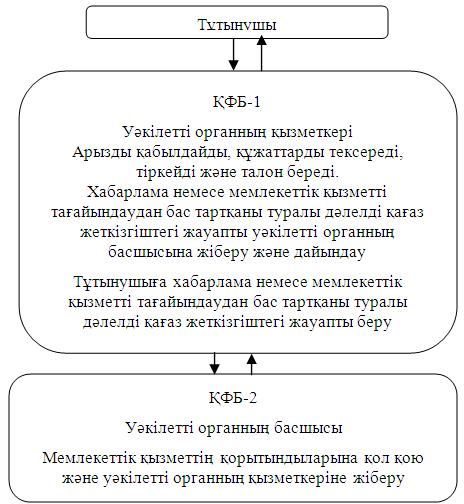 Тұтынушы
ҚФБ-1
Уәкілетті органның қызметкері
Арызды қабылдайды, құжаттарды тексереді,
тіркейді және талон береді.
Хабарлама немесе мемлекеттік қызметті
тағайындаудан бас тартқаны туралы дәлелді қағаз
жеткізгіштегі жауапты уәкілетті органның
басшысына жіберу және дайындау
Тұтынушыға хабарлама немесе мемлекеттік
қызметті тағайындаудан бас тартқаны туралы
дәлелді қағаз жеткізгіштегі жауапты беру
ҚФБ-2
Уәкілетті органның басшысы
Мемлекеттік қызметтің қорытындыларына қол қою
және уәкілетті органның қызметкеріне жіберу